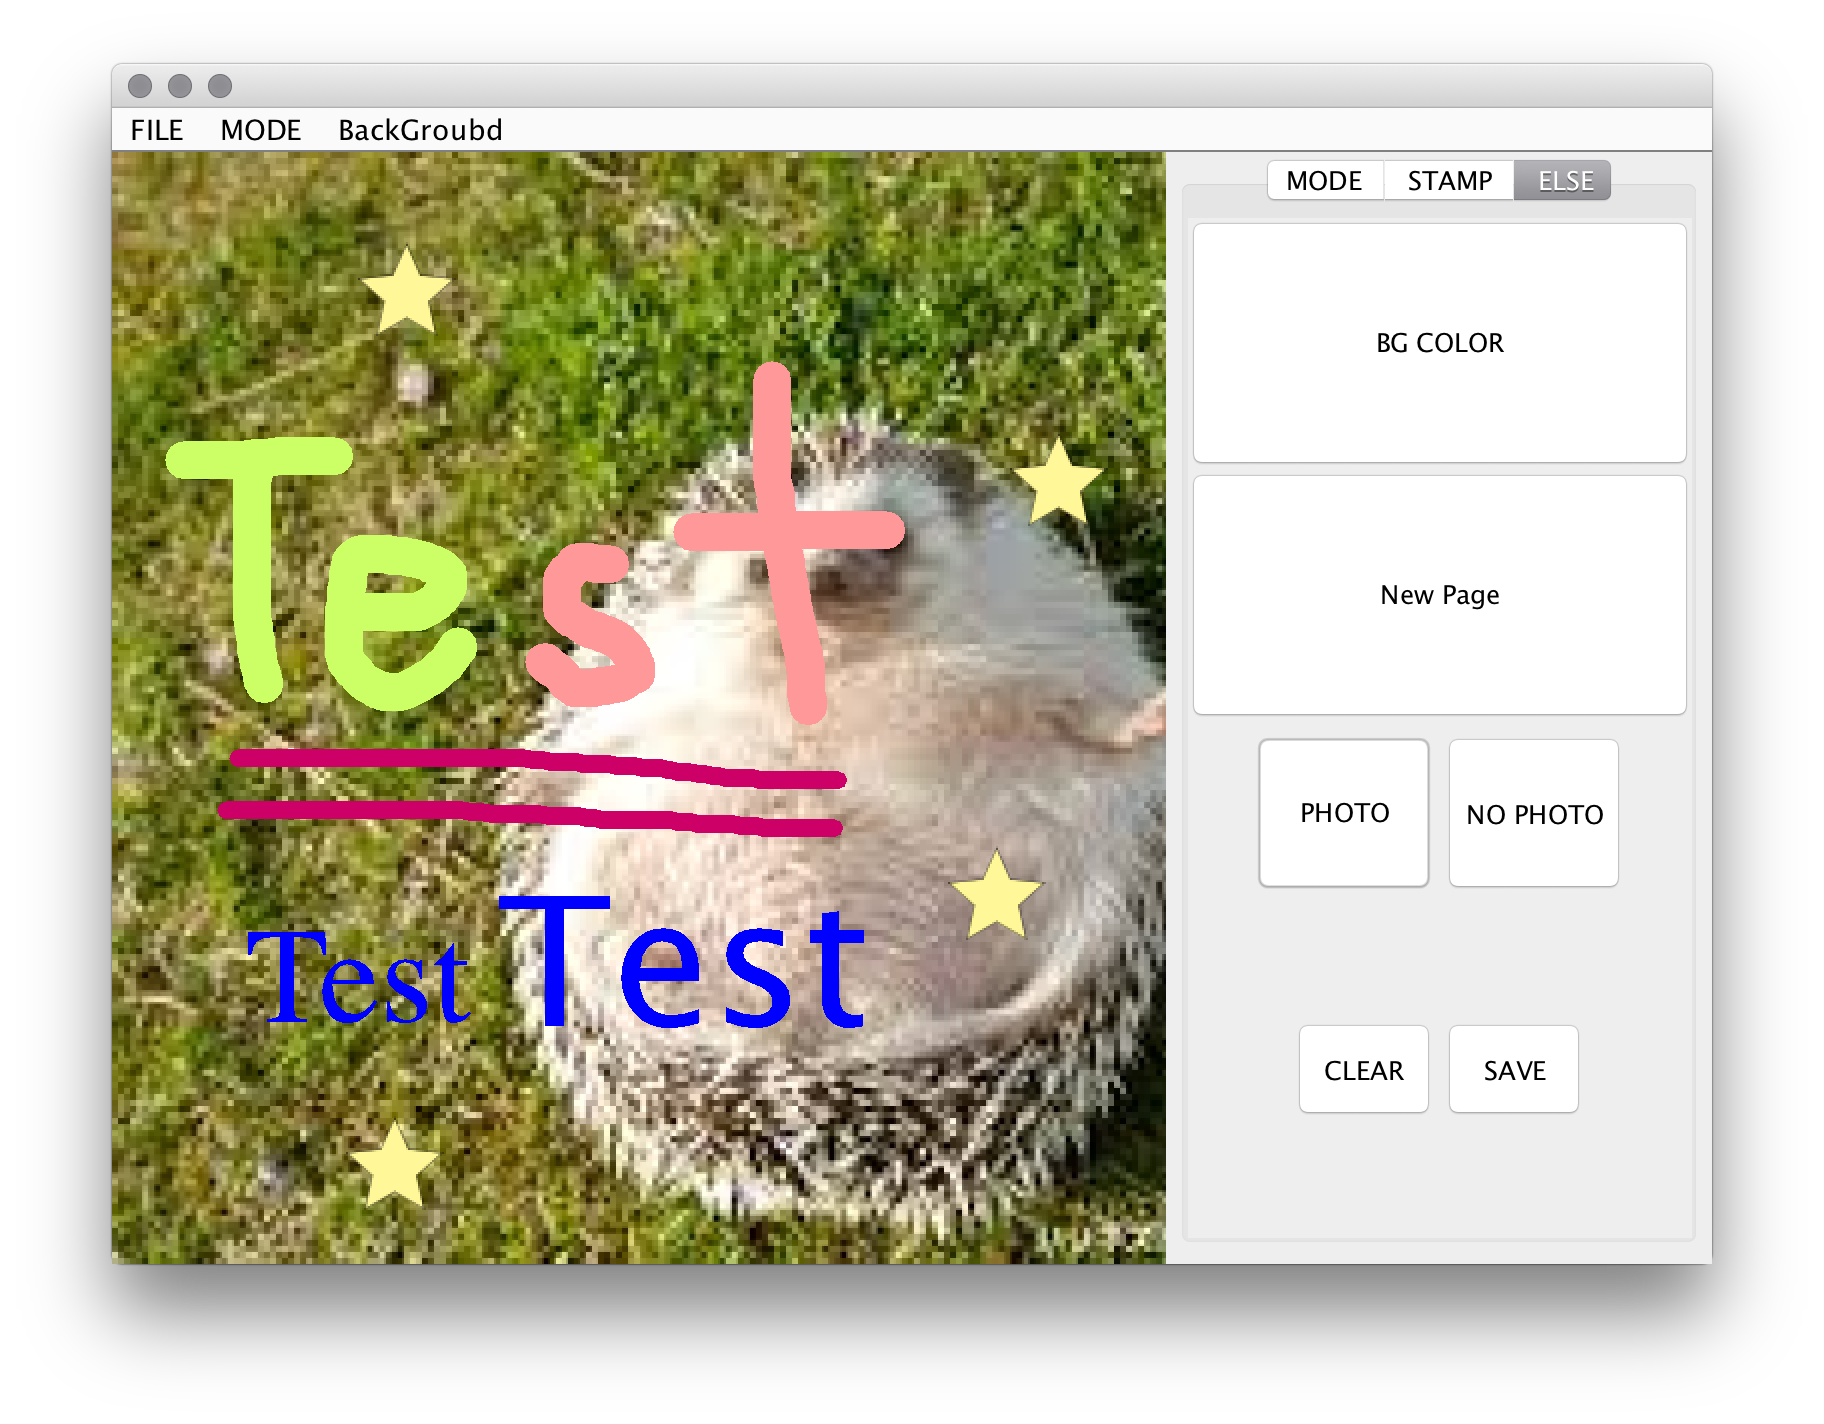 FILE MODE BackGroubd
MODE STAMP ELSE
BG COLOR
Test
New Page
PHOTO NO PHOTO
Test Test
CLEAR SAVE